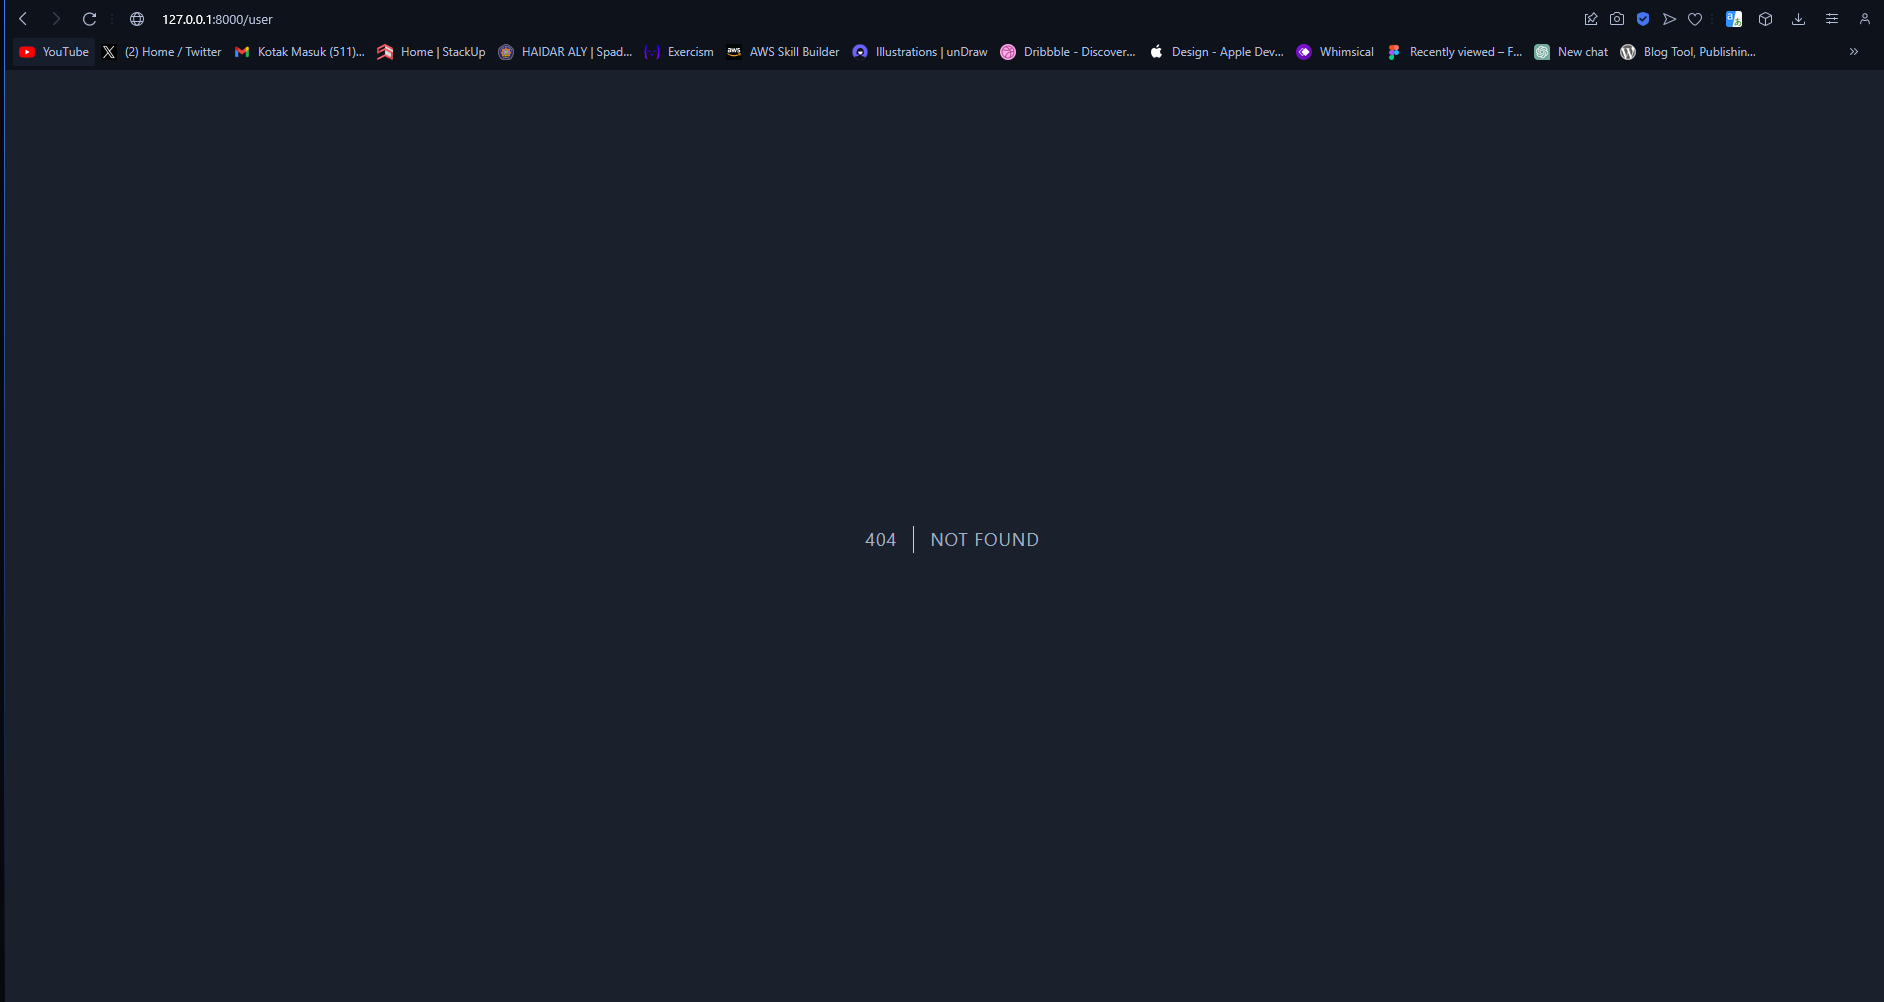 127.0.0.1:8000/user
YouTube (2) Home / Twitter Kotak Masuk (511)... Home | StackUp HAIDAR ALY | Spad... Exercism aws AWS Skill Builder Illustrations | unDraw Dribbble - Discover... Design - Apple Dev... Whimsical Recently viewed – F... New chat Blog Tool, Publishin...
404 NOT FOUND